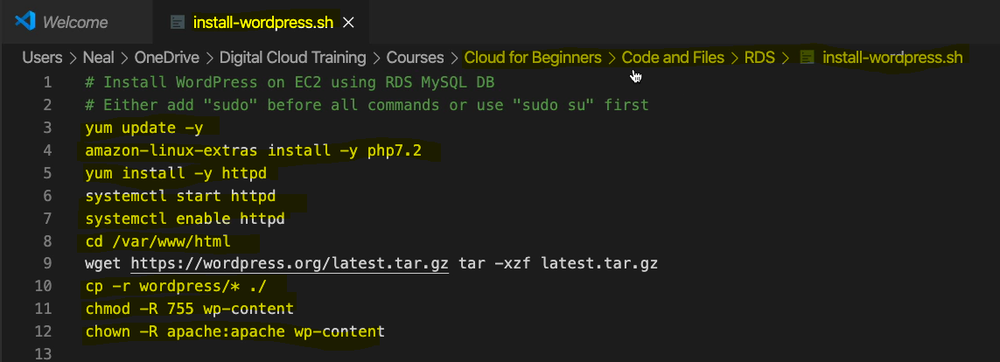 Welcome install-wordpress.sh
Users > Neal > OneDrive > Digital Cloud Training > Courses > Cloud for Beginners > Code and Files > RDS > install-wordpress.sh
1 # Install WordPress on EC2 using RDS MySQL DB
2 # Either add "sudo" before all commands or use "sudo su" first
3 yum update -y
4 amazon-linux-extras install -y php7.2
5 yum install -y httpd
6 systemctl start httpd
7 systemctl enable httpd
8 cd /var/www/html
9 wget https://wordpress.org/latest.tar.gz tar -xzf latest.tar.gz
10 cp -r wordpress/* ./
11 chmod -R 755 wp-content
12 chown -R apache:apache wp-content
13